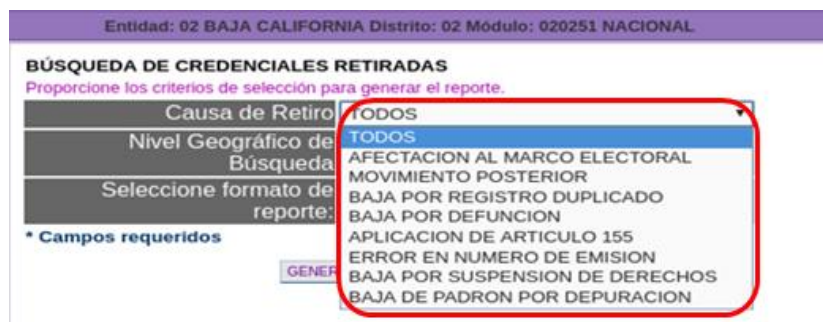 Entidad: 02 BAJA CALIFORNIA Distrito: 02 Módulo: 020251 NACIONAL
BÚSQUEDA DE CREDENCIALES RETIRADAS
Proporcione los criterios de selección para generar el reporte.
Causa de Retiro TODOS
Nivel Geográfico de
Búsqueda
Seleccione formato de
reporte:
TODOS
AFECTACION AL MARCO ELECTORAL
MOVIMIENTO POSTERIOR
BAJA POR REGISTRO DUPLICADO
BAJA POR DEFUNCION
APLICACION DE ARTICULO 155
ERROR EN NUMERO DE EMISION
BAJA POR SUSPENSION DE DERECHOS
BAJA DE PADRON POR DEPURACION
* Campos requeridos
GENER